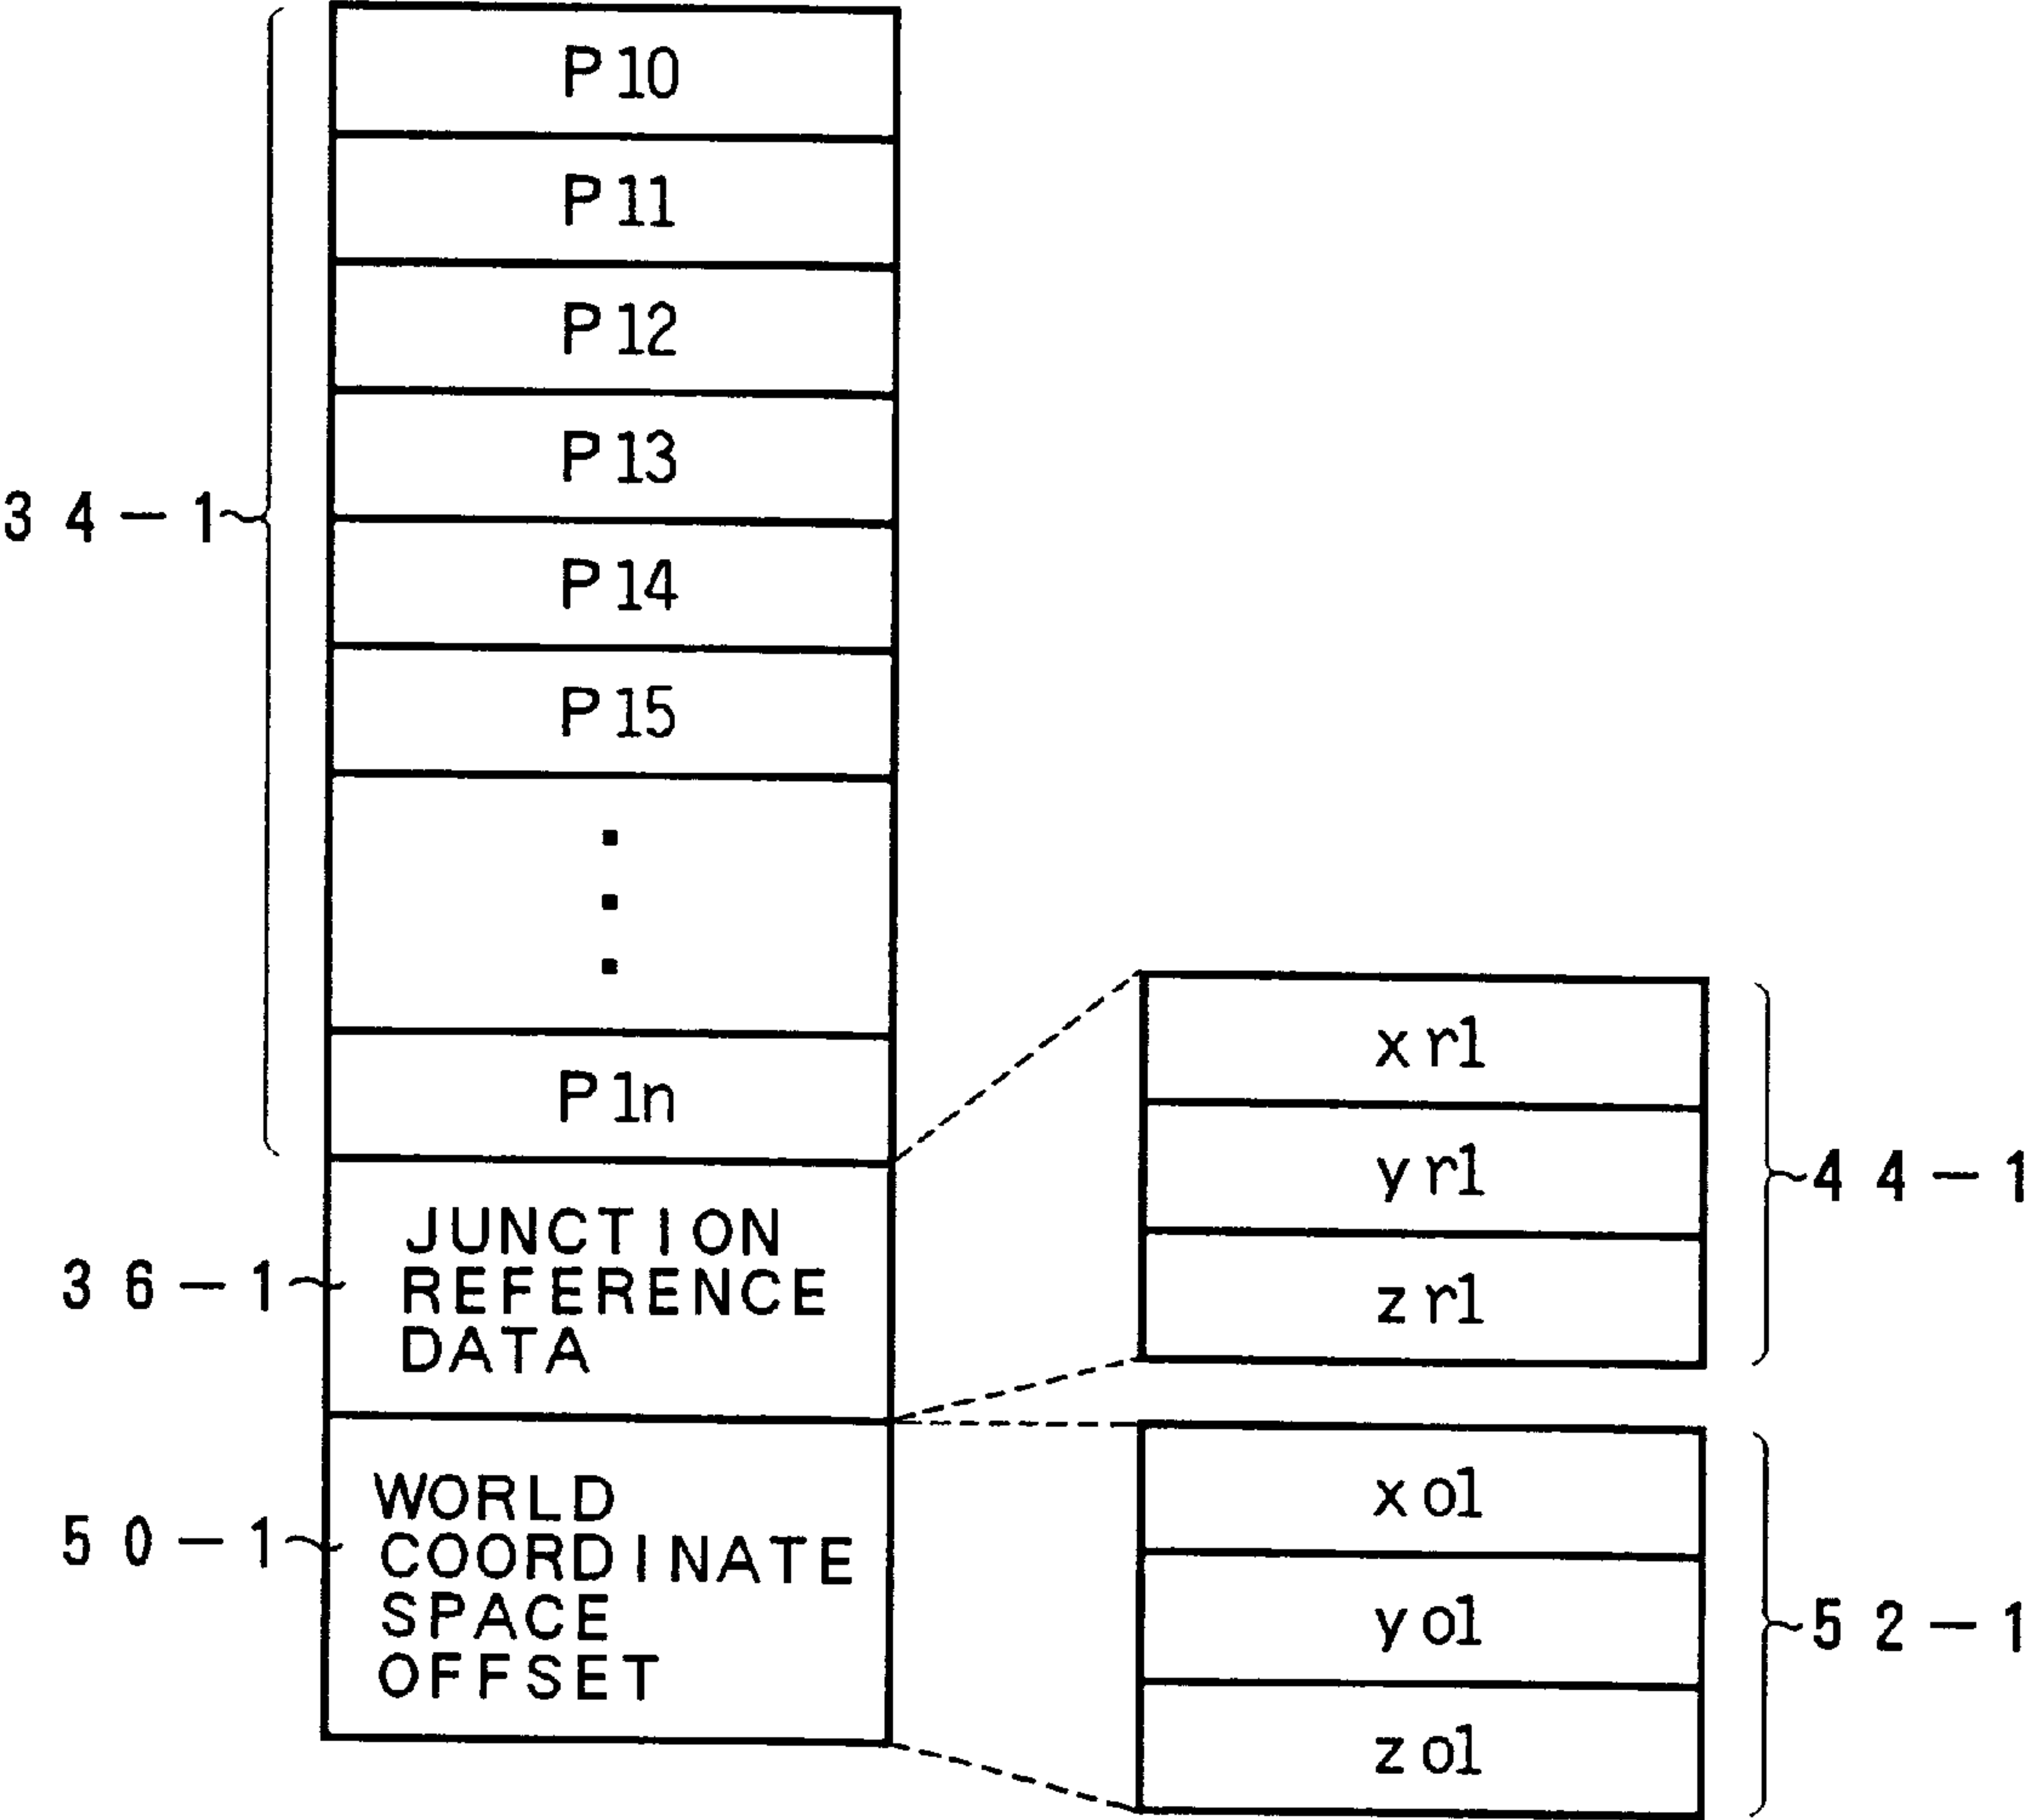 P10
P11
P12
P13
34-1
P14
P15
P1n
xr1
yr1
44-1
zr1
JUNCTION
REFERENCE
DATA
36-1
WORLD
COORDINATE
SPACE
OFFSET
50-1
xo1
yo1
52-1
zo1